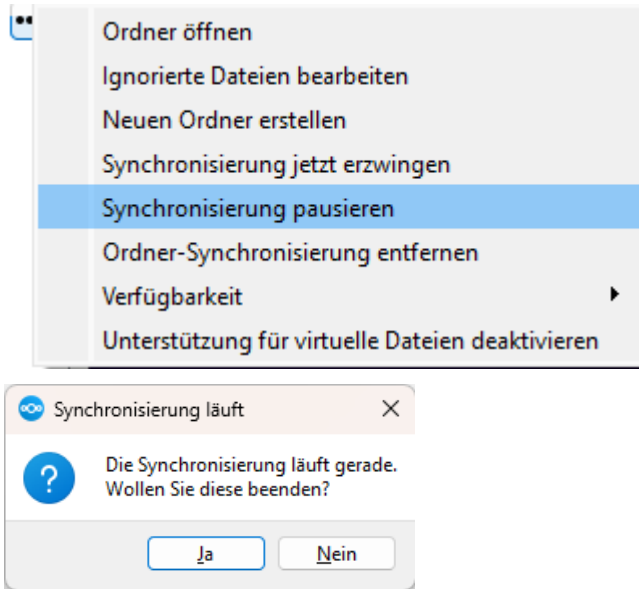 Ordner öffnen
Ignorierte Dateien bearbeiten
Neuen Ordner erstellen
Synchronisierung jetzt erzwingen
Synchronisierung pausieren
Ordner-Synchronisierung entfernen
Verfügbarkeit
Unterstützung für virtuelle Dateien deaktivieren
Synchronisierung läuft
Die Synchronisierung läuft gerade.
Wollen Sie diese beenden?
Ja
Nein